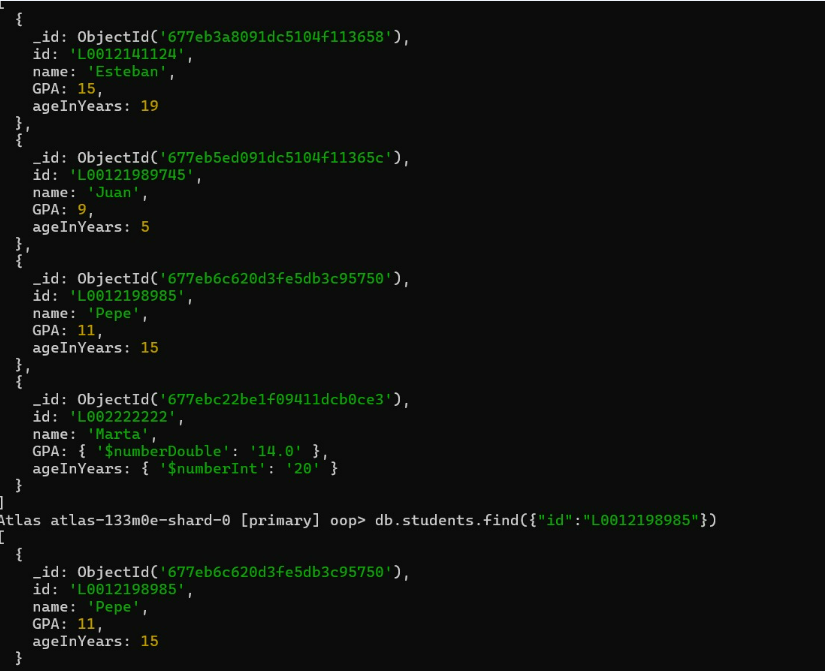 [
  {
    _id: ObjectId('677eb3a8091dc5104f113658'),
    id: 'L0012141124',
    name: 'Esteban',
    GPA: 15,
    ageInYears: 19
  },
  {
    _id: ObjectId('677eb5ed091dc5104f11365c'),
    id: 'L00121989745',
    name: 'Juan',
    GPA: 9,
    ageInYears: 5
  },
  {
    _id: ObjectId('677eb6c620d3fe5db3c95750'),
    id: 'L0012198985',
    name: 'Pepe',
    GPA: 11,
    ageInYears: 15
  },
  {
    _id: ObjectId('677ebc22be1f09411dcb0ce3'),
    id: 'L002222222',
    name: 'Marta',
    GPA: { '$numberDouble': '14.0' },
    ageInYears: { '$numberInt': '20' }
  }
]
Atlas atlas-133m0e-shard-0 [primary] oop> db.students.find({"id":"L0012198985"})
[
  {
    _id: ObjectId('677eb6c620d3fe5db3c95750'),
    id: 'L0012198985',
    name: 'Pepe',
    GPA: 11,
    ageInYears: 15
  }